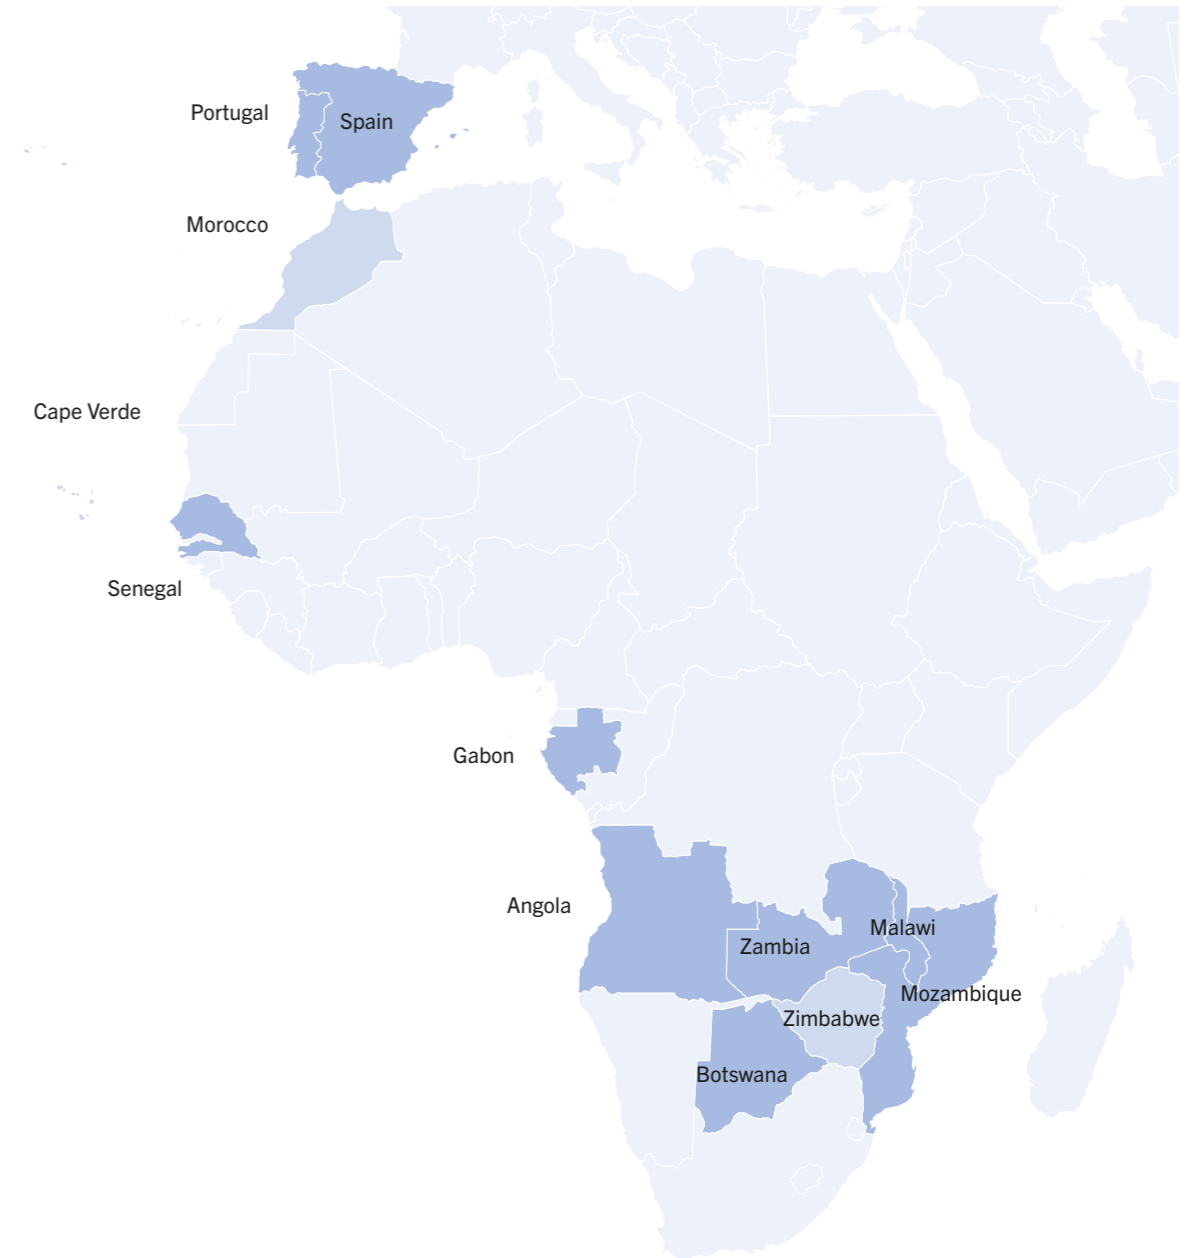 Portugal
Spain
Morocco
Cape Verde
Senegal
Gabon
Angola
Malawi
Zambia
Mozambique
Zimbabwe
Botswana